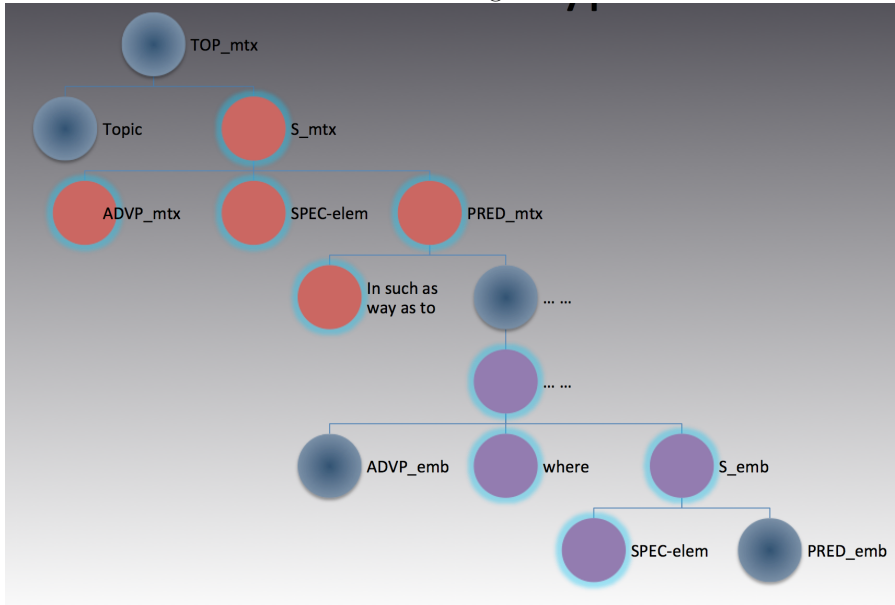 TOP_mtx
Topic
S_mtx
ADVP_mtx
SPEC-elem
PRED_mtx
In such as
way as to
... ...
... ...
ADVP_emb
where
S_emb
SPEC-elem
PRED_emb